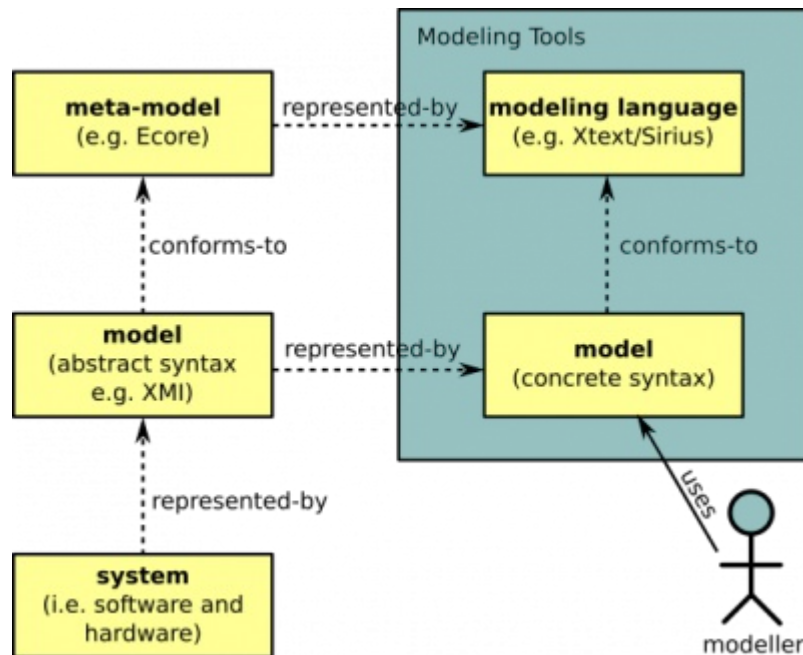 Modeling Tools
meta-model
(e.g. Ecore)
represented-by
modeling language
(e.g. Xtext/Sirius)
conforms-to
conforms-to
model
(abstract syntax
e.g. XMI)
represented-by
model
(concrete syntax)
represented-by
uses
system
(i.e. software and
hardware)
modeller